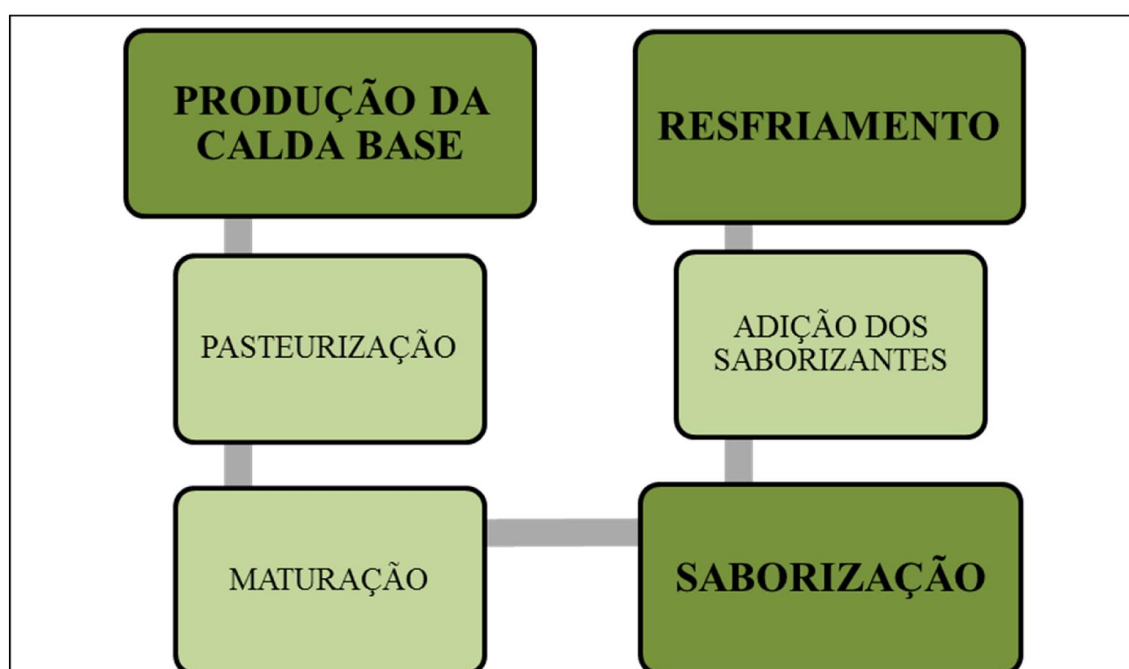 PRODUÇÃO DA
CALDA BASE
PASTEURIZAÇÃO
MATURAÇÃO
SABORIZAÇÃO
ADIÇÃO DOS
SABORIZANTES
RESFRIAMENTO